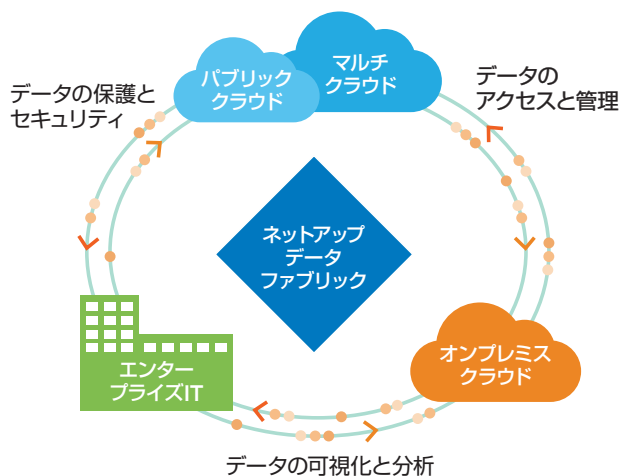 パブリック
クラウド
マルチ
クラウド
データの保護と
セキュリティ
データの
アクセスと管理
ネットアップ
データ
ファブリック
エンター
プライズIT
オンプレミス
クラウド
データの可視化と分析